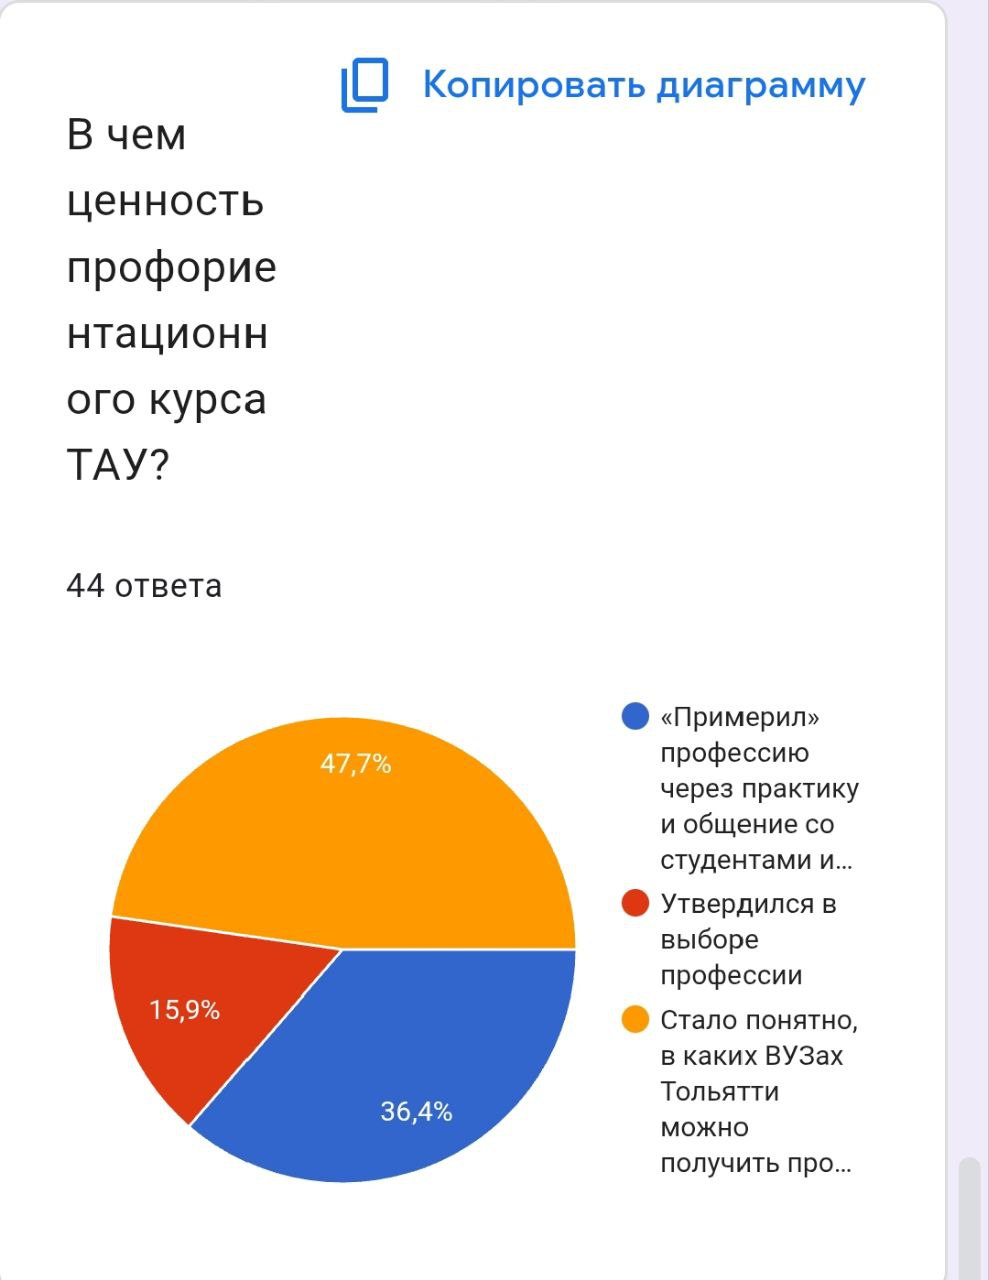 Копировать диаграмму
В чем
ценность
профорие
нтационн
ого курса
ТАУ?
44 ответа
47,7%
15,9%
36,4%
«Примерил»
профессию
через практику
и общение со
студентами и...
Утвердился в
выборе
профессии
Стало понятно,
в каких ВУЗах
Тольятти
можно
получить про...